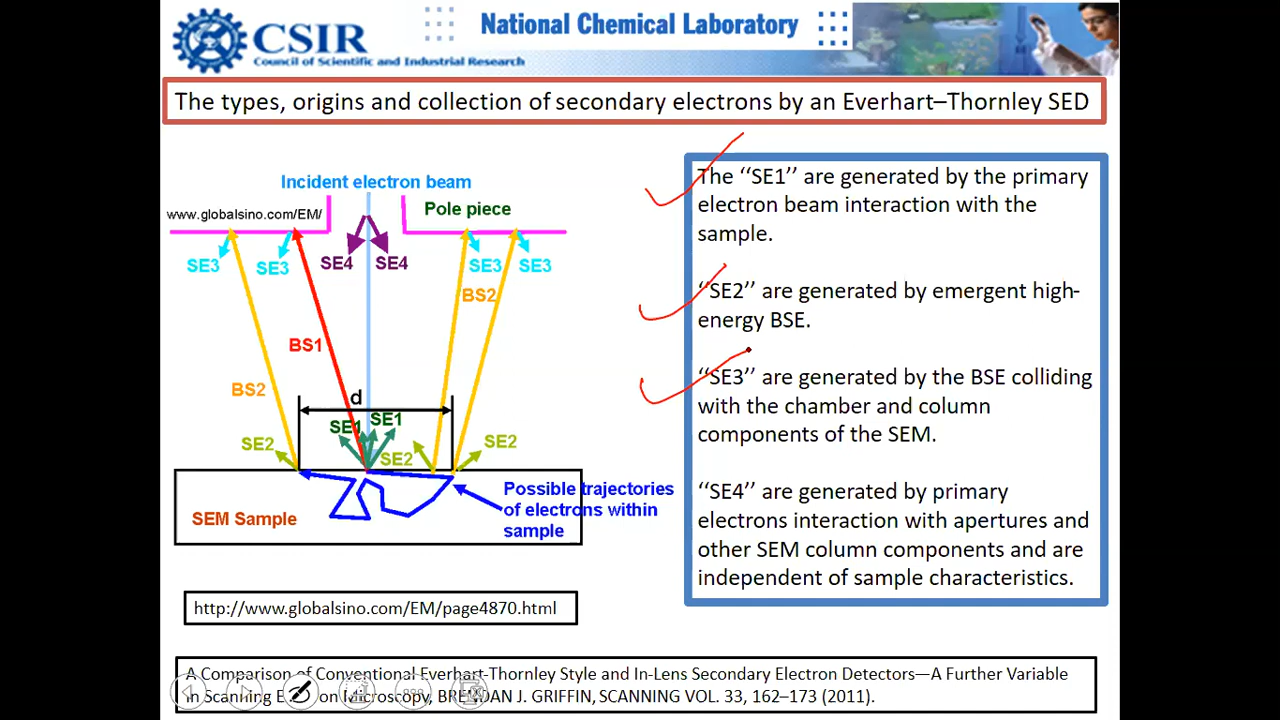 CSIR
Council of Scientific and Industrial Research
National Chemical Laboratory
The types, origins and collection of secondary electrons by an Everhart–Thornley SED
Incident electron beam
www.globalsino.com/EM/
Pole piece
SE3
SE3
SE4
SE4
SE3
SE3
BS2
BS1
BS2
d
SE1
SE1
SE2
SE2
SE2
SEM Sample
Possible trajectories
of electrons within
sample
http://www.globalsino.com/EM/page4870.html
The “SE1” are generated by the primary
electron beam interaction with the
sample.
“SE2” are generated by emergent high-
energy BSE.
“SE3” are generated by the BSE colliding
with the chamber and column
components of the SEM.
“SE4” are generated by primary
electrons interaction with apertures and
other SEM column components and are
independent of sample characteristics.
A Comparison of Conventional Everhart-Thornley Style and In-Lens Secondary Electron Detectors—A Further Variable
in Scanning E on Microscopy, BRENDAN J. GRIFFIN, SCANNING VOL. 33, 162–173 (2011).